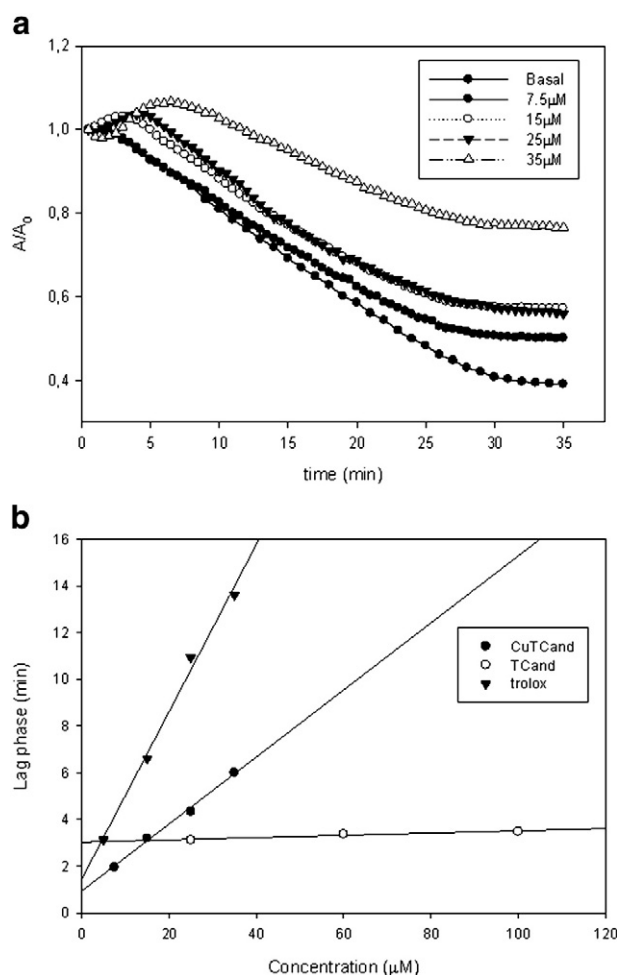 a
1,2
1,0
0,8
0,6
0,4
A/A0
Basal
7.5μM
15μM
25μM
35μM
0 5 10 15 20 25 30 35
time (min)
b
16
14
12
10
8
6
4
2
0
Lag phase (min)
CuTCand
TCand
trolox
0 20 40 60 80 100 120
Concentration (μM)